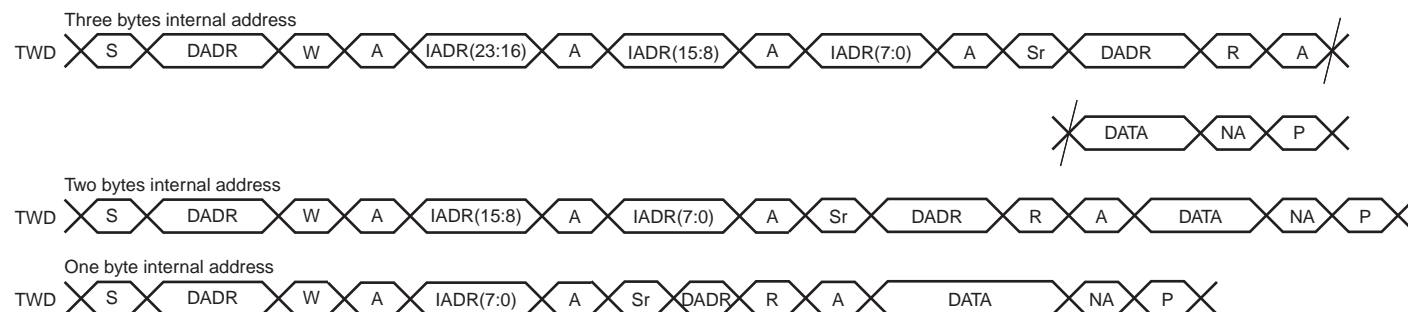 Three bytes internal address
TWD S DADR W A IADR(23:16) A IADR(15:8) A IADR(7:0) A Sr DADR R A
DATA NA P
Two bytes internal address
TWD S DADR W A IADR(15:8) A IADR(7:0) A Sr DADR R A DATA NA P
One byte internal address
TWD S DADR W A IADR(7:0) A Sr DADR R A DATA NA P